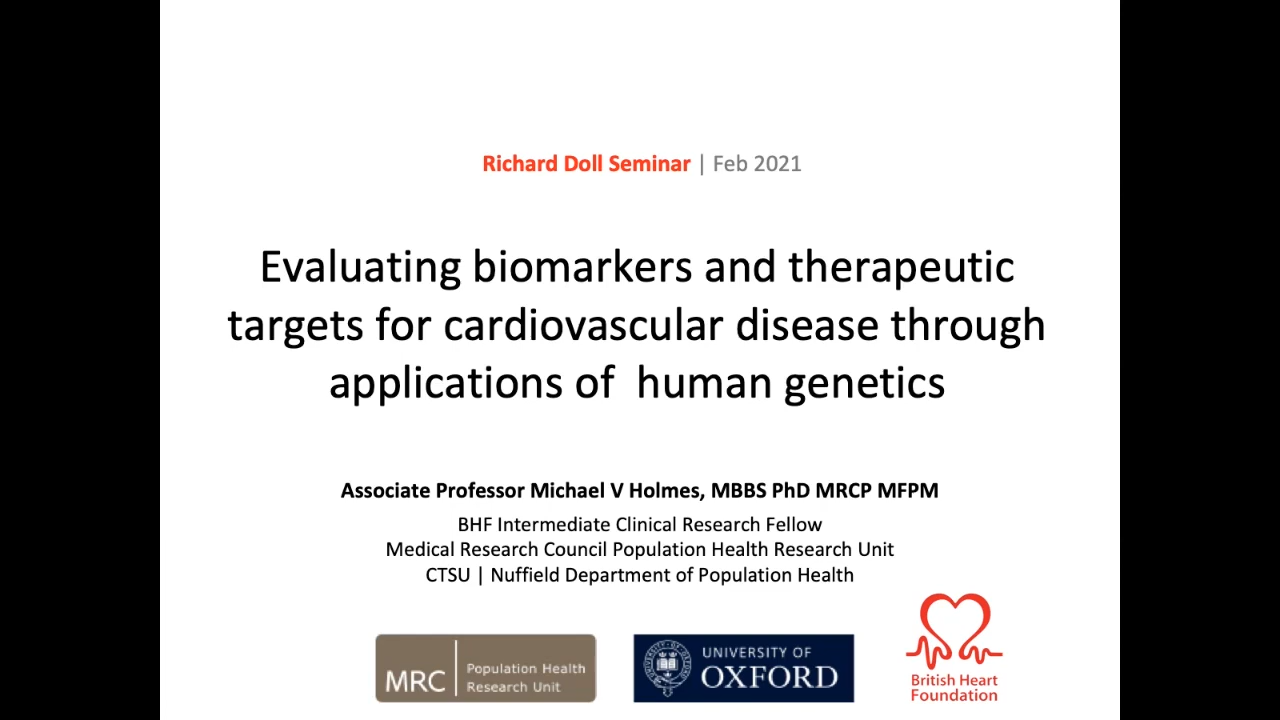 Richard Doll Seminar | Feb 2021
Evaluating biomarkers and therapeutic
targets for cardiovascular disease through
applications of  human genetics
Associate Professor Michael V Holmes, MBBS PhD MRCP MFPM
BHF Intermediate Clinical Research Fellow
Medical Research Council Population Health Research Unit
CTSU | Nuffield Department of Population Health
MRC
Population Health
Research Unit
UNIVERSITY OF
OXFORD
British Heart
Foundation